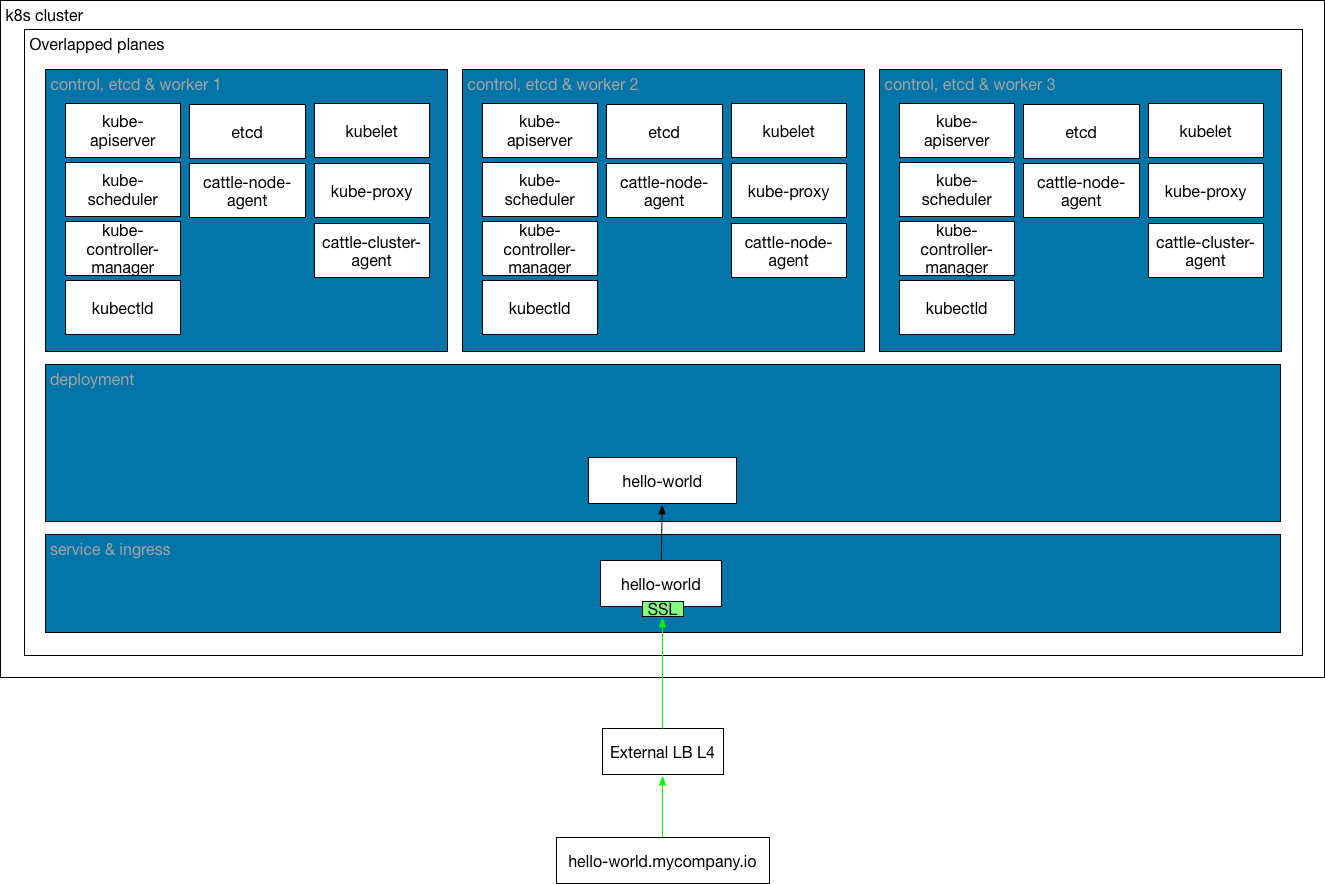 k8s cluster
Overlapped planes
control, etcd & worker 1
kube-
apiserver
etcd
kubelet
kube-
scheduler
cattle-node-
agent
kube-proxy
kube-
controller-
manager
cattle-cluster-
agent
kubectld
control, etcd & worker 2
kube-
apiserver
etcd
kubelet
kube-
scheduler
cattle-node-
agent
kube-proxy
kube-
controller-
manager
cattle-node-
agent
kubectld
control, etcd & worker 3
kube-
apiserver
etcd
kubelet
kube-
scheduler
cattle-node-
agent
kube-proxy
kube-
controller-
manager
cattle-cluster-
agent
kubectld
deployment
hello-world
service & ingress
hello-world
SSL
External LB L4
hello-world.mycompany.io